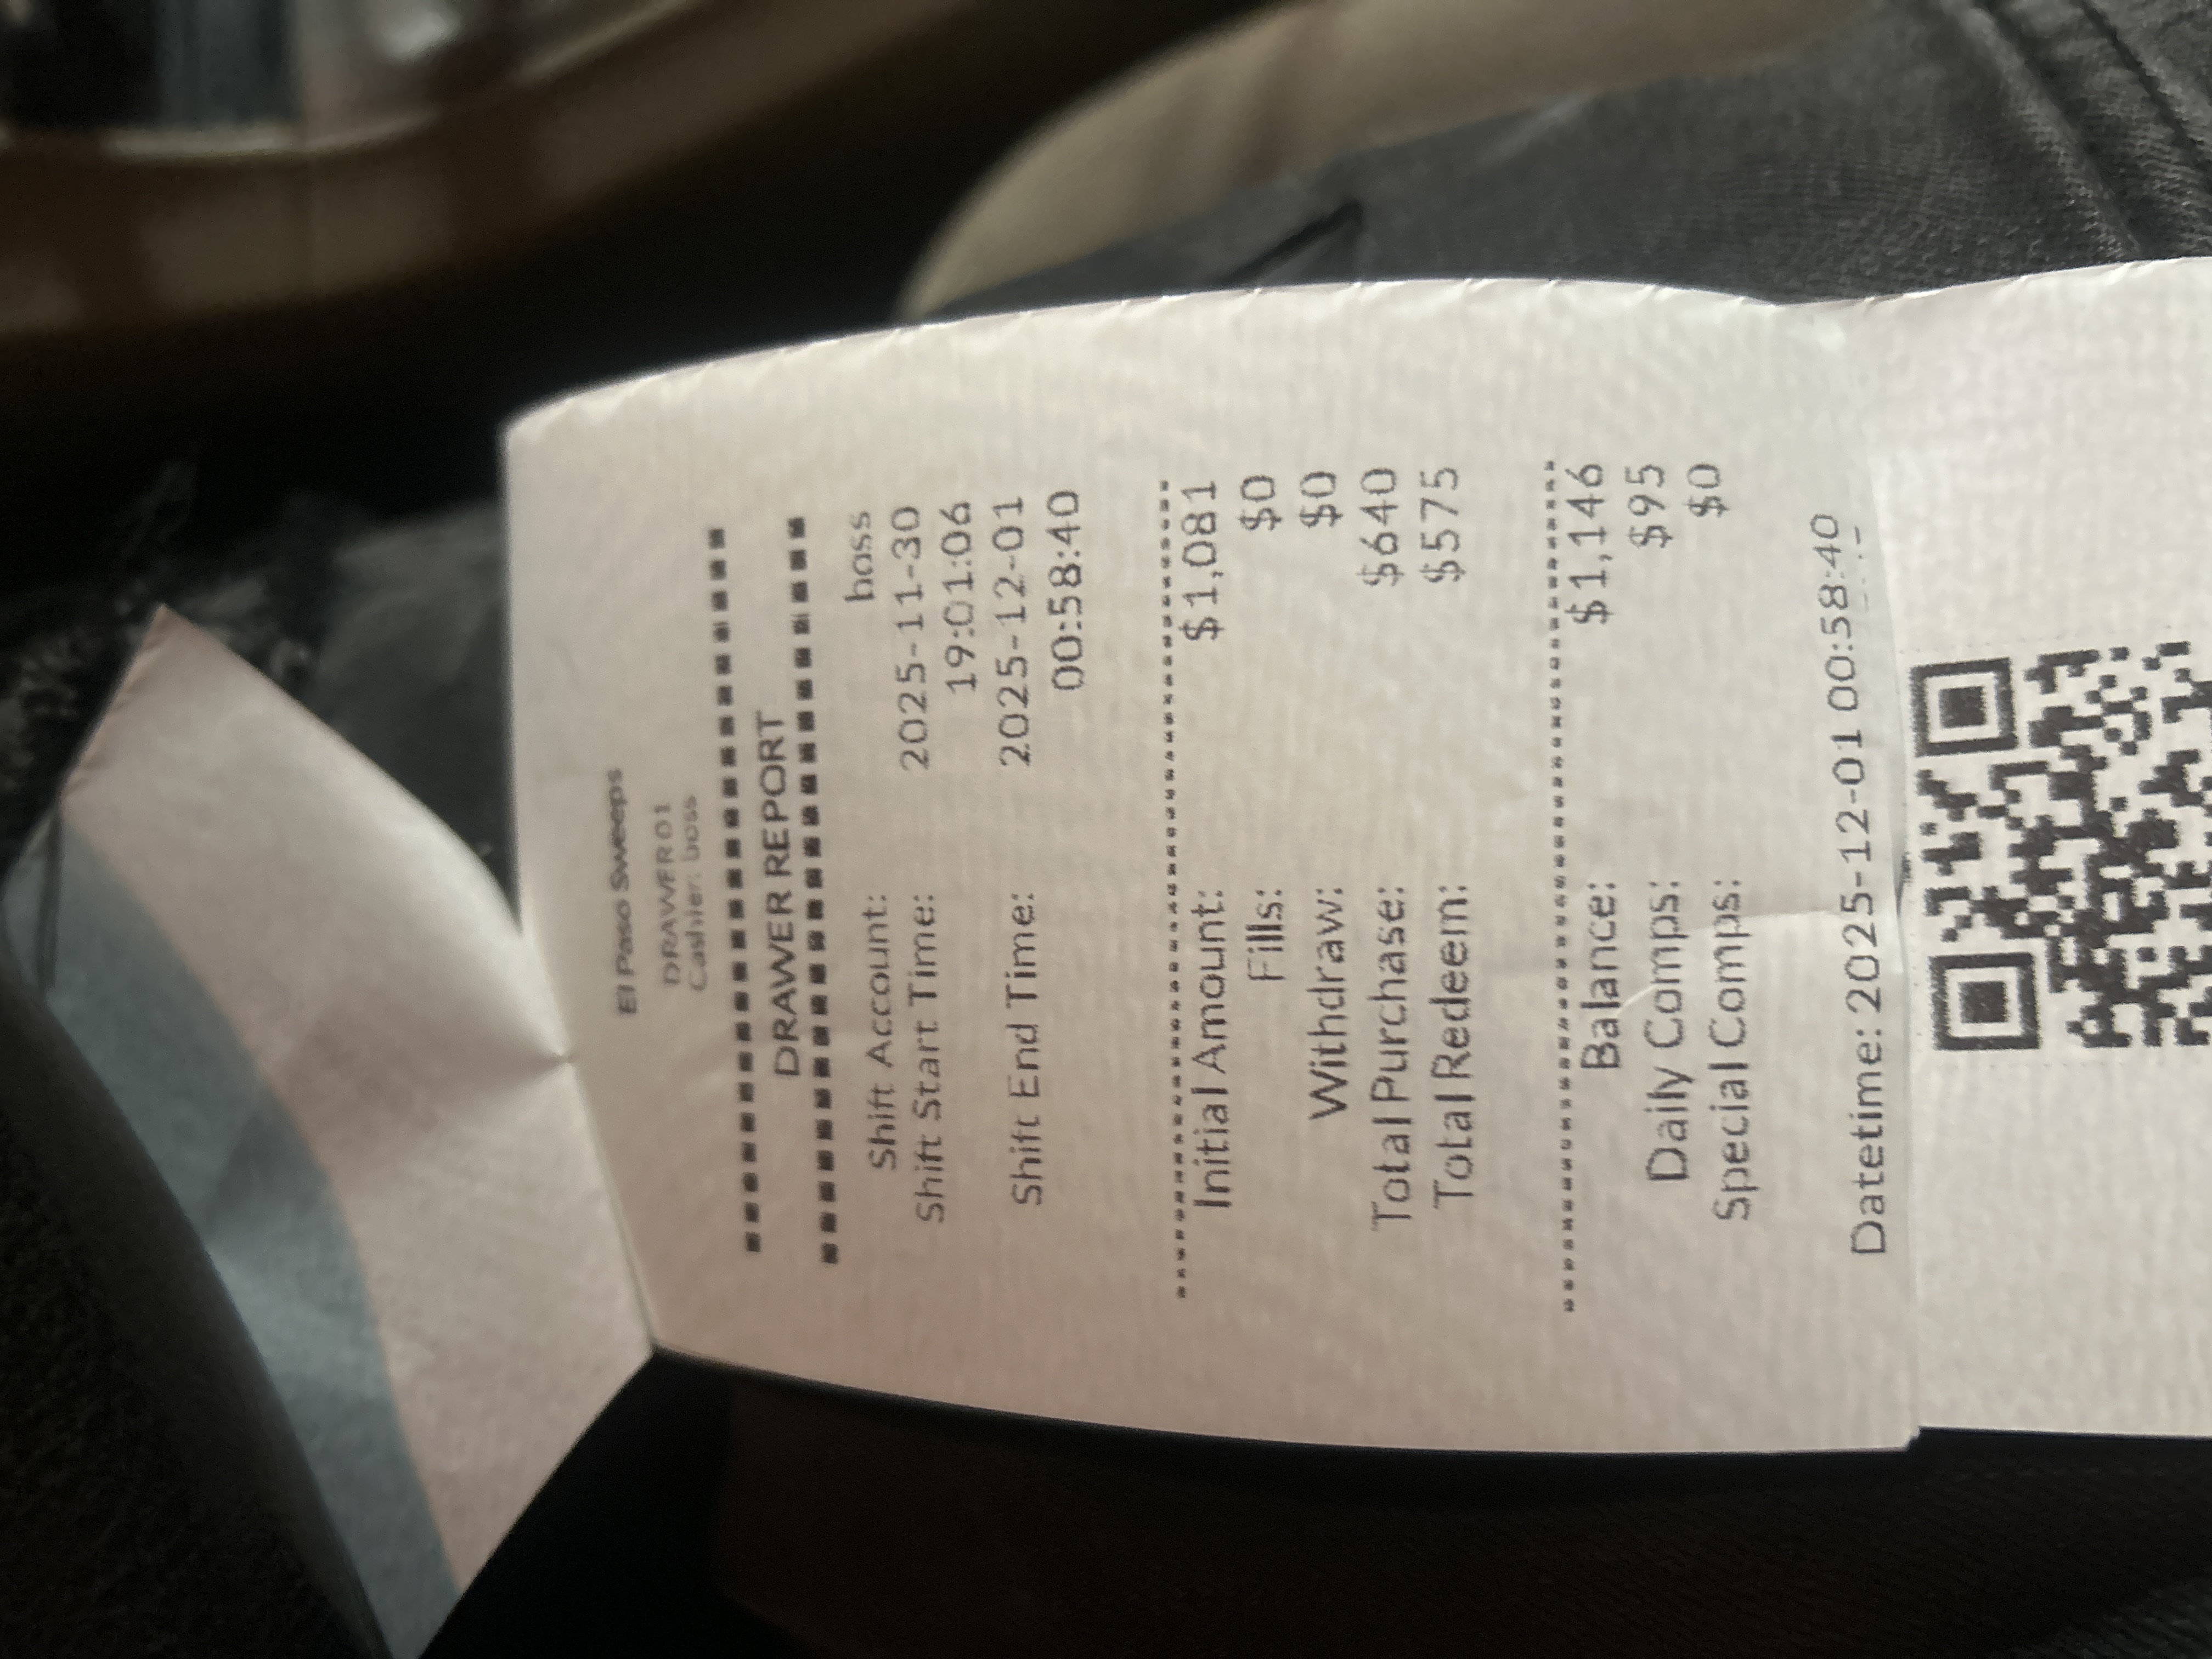 El Paso Sweeps
DRAWER 01
Cashier: boss
DRAWER REPORT
Shift Account: boss
Shift Start Time: 2025-11-30
19:01:06
Shift End Time: 2025-12-01
00:58:40
Initial Amount: $1,081
Fills: $0
Withdraw: $0
Total Purchase: $640
Total Redeem: $575
Balance: $1,146
Daily Comps: $95
Special Comps: $0
Datetime: 2025-12-01 00:58:40